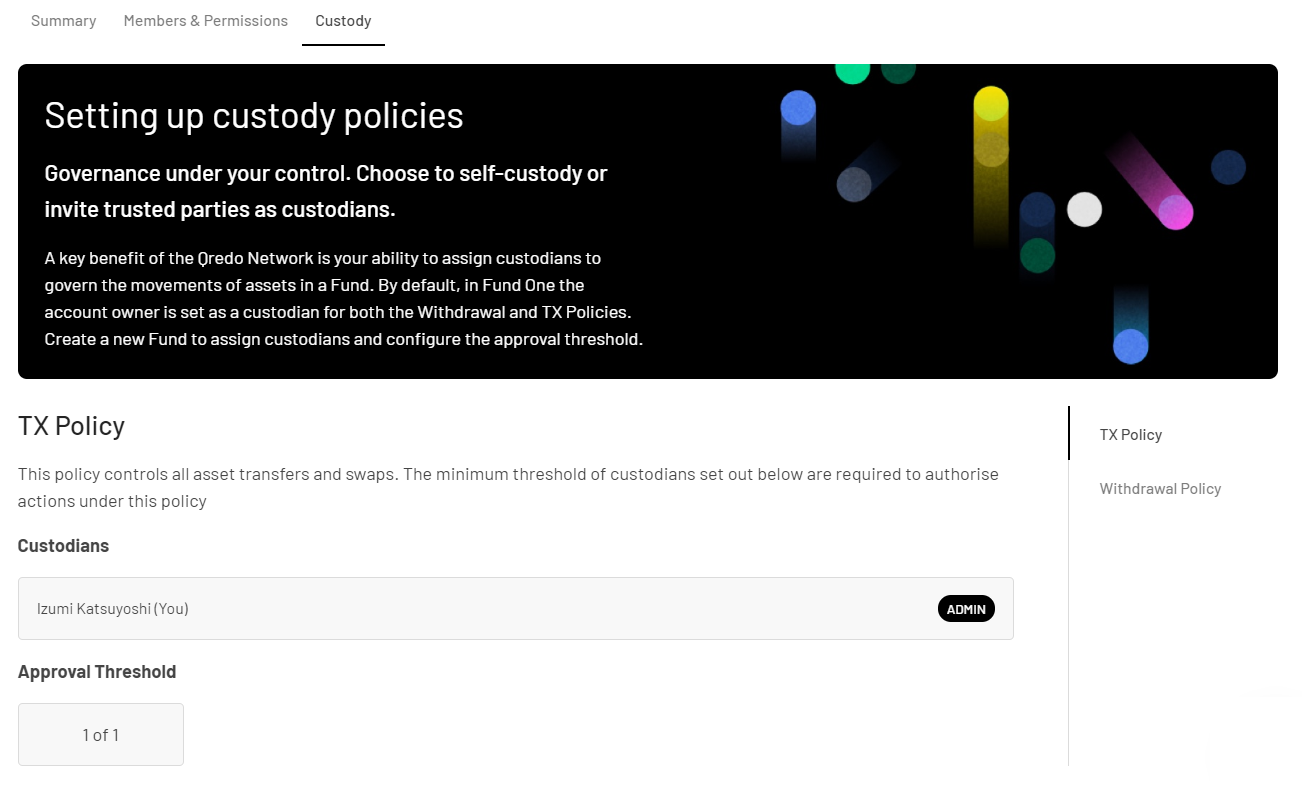 Summary
Members & Permissions
Custody
Setting up custody policies
Governance under your control. Choose to self-custody or
invite trusted parties as custodians.
A key benefit of the Qredo Network is your ability to assign custodians to
govern the movements of assets in a Fund. By default, in Fund One the
account owner is set as a custodian for both the Withdrawal and TX Policies.
Create a new Fund to assign custodians and configure the approval threshold.
TX Policy
This policy controls all asset transfers and swaps. The minimum threshold of custodians set out below are required to authorise
actions under this policy
Custodians
Izumi Katsuyoshi (You)
ADMIN
Approval Threshold
1 of 1
TX Policy
Withdrawal Policy